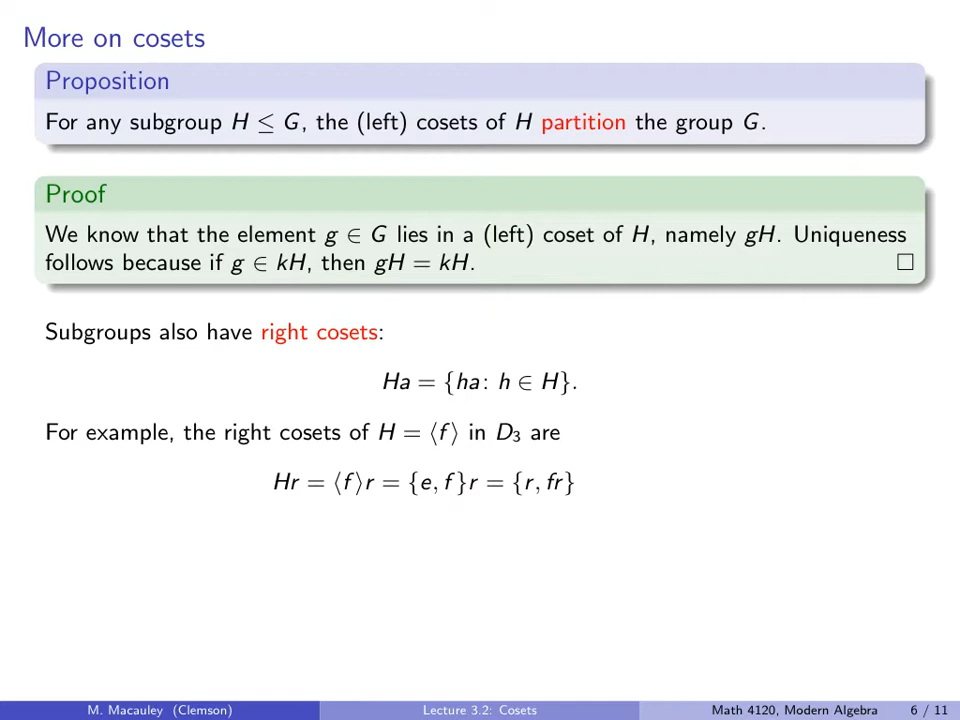 More on cosets
Proposition
For any subgroup H ≤ G, the (left) cosets of H partition the group G.
Proof
We know that the element g ∈ G lies in a (left) coset of H, namely gH. Uniqueness
follows because if g ∈ kH, then gH = kH. □
Subgroups also have right cosets:
Ha = {ha: h ∈ H}.
For example, the right cosets of H = ⟨f⟩ in D₃ are
Hr = ⟨f⟩r = {e, f}r = {r, fr}
M. Macauley (Clemson) Lecture 3.2: Cosets Math 4120, Modern Algebra 6 / 11